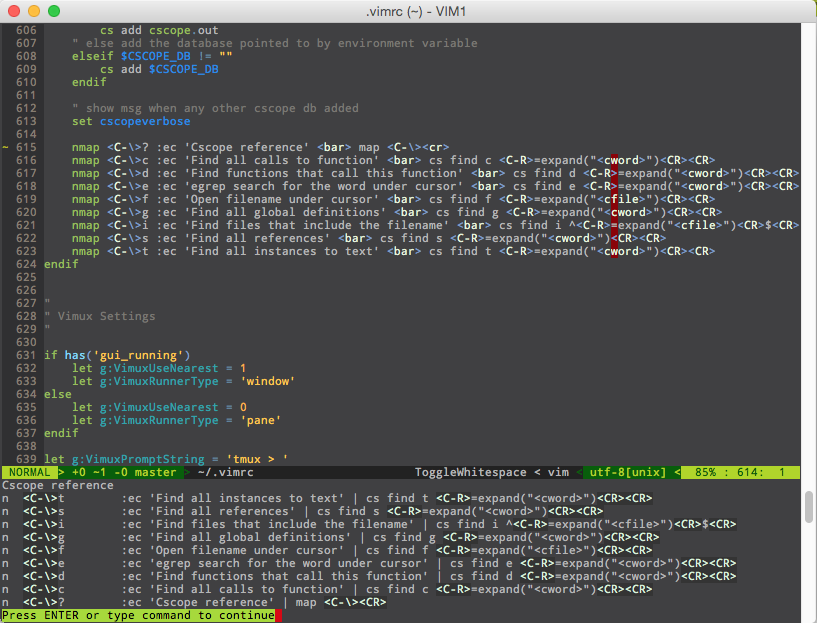 .vimrc (~) - VIM1
606 cs add cscope.out
607 " else add the database pointed to by environment variable
608 elseif $CSCOPE_DB != ""
609 cs add $CSCOPE_DB
610 endif
611
612 " show msg when any other cscope db added
613 set cscopeverbose
614
~ 615 nmap <C-\>? :ec 'Cscope reference' <bar> map <C-\><cr>
616 nmap <C-\>c :ec 'Find all calls to function' <bar> cs find c <C-R>=expand("<cword>")<CR><CR>
617 nmap <C-\>d :ec 'Find functions that call this function' <bar> cs find d <C-R>=expand("<cword>")<CR><CR>
618 nmap <C-\>e :ec 'egrep search for the word under cursor' <bar> cs find e <C-R>=expand("<cword>")<CR><CR>
619 nmap <C-\>f :ec 'Open filename under cursor' <bar> cs find f <C-R>=expand("<cfile>")<CR><CR>
620 nmap <C-\>g :ec 'Find all global definitions' <bar> cs find g <C-R>=expand("<cword>")<CR><CR>
621 nmap <C-\>i :ec 'Find files that include the filename' <bar> cs find i ^<C-R>=expand("<cfile>")<CR>$<CR>
622 nmap <C-\>s :ec 'Find all references' <bar> cs find s <C-R>=expand("<cword>")<CR><CR>
623 nmap <C-\>t :ec 'Find all instances to text' <bar> cs find t <C-R>=expand("<cword>")<CR><CR>
624 endif
625
626
627 "
628 " Vimux Settings
629 "
630
631 if has('gui_running')
632 let g:VimuxUseNearest = 1
633 let g:VimuxRunnerType = 'window'
634 else
635 let g:VimuxUseNearest = 0
636 let g:VimuxRunnerType = 'pane'
637 endif
638
639 let g:VimuxPromptString = 'tmux > '
NORMAL > +0 ~1 -0 master > ~/.vimrc ToggleWhitespace < vim < utf-8[unix] < 85% : 614: 1
Cscope reference
n <C-\>t :ec 'Find all instances to text' | cs find t <C-R>=expand("<cword>")<CR><CR>
n <C-\>s :ec 'Find all references' | cs find s <C-R>=expand("<cword>")<CR><CR>
n <C-\>i :ec 'Find files that include the filename' | cs find i ^<C-R>=expand("<cfile>")<CR>$<CR>
n <C-\>g :ec 'Find all global definitions' | cs find g <C-R>=expand("<cword>")<CR><CR>
n <C-\>f :ec 'Open filename under cursor' | cs find f <C-R>=expand("<cfile>")<CR><CR>
n <C-\>e :ec 'egrep search for the word under cursor' | cs find e <C-R>=expand("<cword>")<CR><CR>
n <C-\>d :ec 'Find functions that call this function' | cs find d <C-R>=expand("<cword>")<CR><CR>
n <C-\>c :ec 'Find all calls to function' | cs find c <C-R>=expand("<cword>")<CR><CR>
n <C-\>? :ec 'Cscope reference' | map <C-\><CR>
Press ENTER or type command to continue